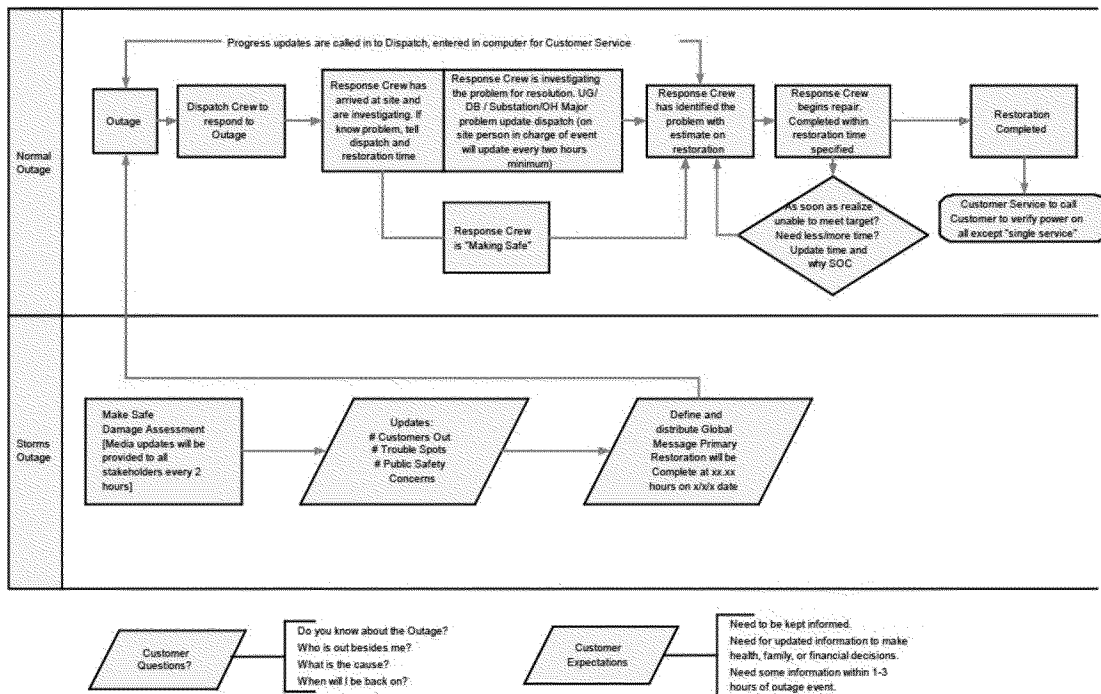 Progress updates are called in to Dispatch, entered in computer for Customer Service
Normal
Outage
Outage
Dispatch Crew to
respond to
Outage
Response Crew has
arrived at site and
are investigating. If
know problem, tell
dispatch and
restoration time
Response Crew is investigating
the problem for resolution. UG/
DB / Substation/OH Major
problem update dispatch (on
site person in charge of event
will update every two hours
minimum)
Response Crew
has identified the
problem with
estimate on
restoration
Response Crew
begins repair.
Completed within
restoration time
specified
Restoration
Completed
Response Crew
is "Making Safe"
As soon as realize
unable to meet target?
Need less/more time?
Update time and
why SOC
Customer Service to call
Customer to verify power on
all except "single service"
Storms
Outage
Make Safe
Damage Assessment
[Media updates will be
provided to all
stakeholders every 2
hours]
Updates:
# Customers Out
# Trouble Spots
# Public Safety
Concerns
Define and
distribute Global
Message Primary
Restoration will be
Complete at xx.xx
hours on x/x/x date
Customer
Questions?
Do you know about the Outage?
Who is out besides me?
What is the cause?
When will I be back on?
Customer
Expectations
Need to be kept informed.
Need for updated information to make
health, family, or financial decisions.
Need some information within 1-3
hours of outage event.